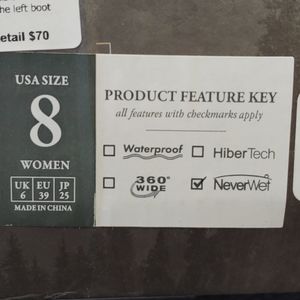 the left boot
etail $70
USA SIZE
8
WOMEN
UK EU JP
6 39 25
MADE IN CHINA
PRODUCT FEATURE KEY
all features with checkmarks apply
Waterproof
HiberTech
360°
WIDE
NeverWet